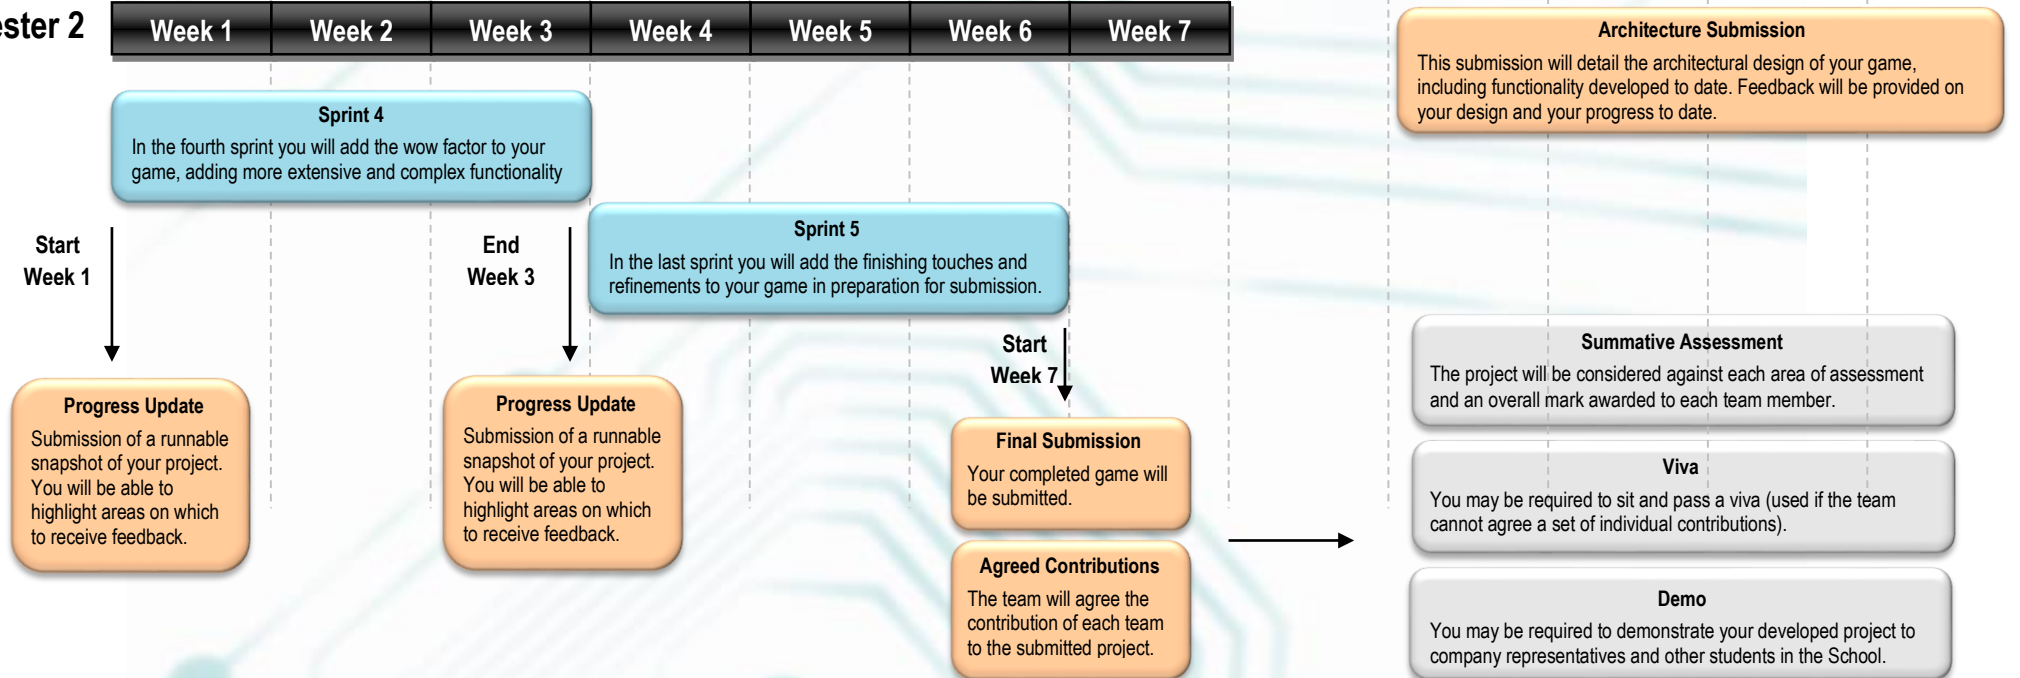 ester 2
Week 1
Week 2
Week 3
Week 4
Week 5
Week 6
Week 7
Architecture Submission
This submission will detail the architectural design of your game,
including functionality developed to date. Feedback will be provided on
your design and your progress to date.
Sprint 4
In the fourth sprint you will add the wow factor to your
game, adding more extensive and complex functionality
Sprint 5
In the last sprint you will add the finishing touches and
refinements to your game in preparation for submission.
Start
Week 1
End
Week 3
Start
Week 7
Progress Update
Submission of a runnable
snapshot of your project.
You will be able to
highlight areas on which
to receive feedback.
Progress Update
Submission of a runnable
snapshot of your project.
You will be able to
highlight areas on which
to receive feedback.
Final Submission
Your completed game will
be submitted.
Agreed Contributions
The team will agree the
contribution of each team
to the submitted project.
Summative Assessment
The project will be considered against each area of assessment
and an overall mark awarded to each team member.
Viva
You may be required to sit and pass a viva (used if the team
cannot agree a set of individual contributions).
Demo
You may be required to demonstrate your developed project to
company representatives and other students in the School.